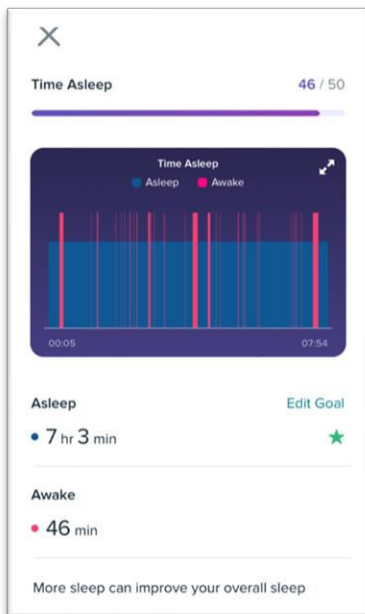 Time Asleep 46 / 50
Time Asleep
Asleep Awake
00:05 07:54
Asleep Edit Goal
7 hr 3 min
Awake
46 min
More sleep can improve your overall sleep